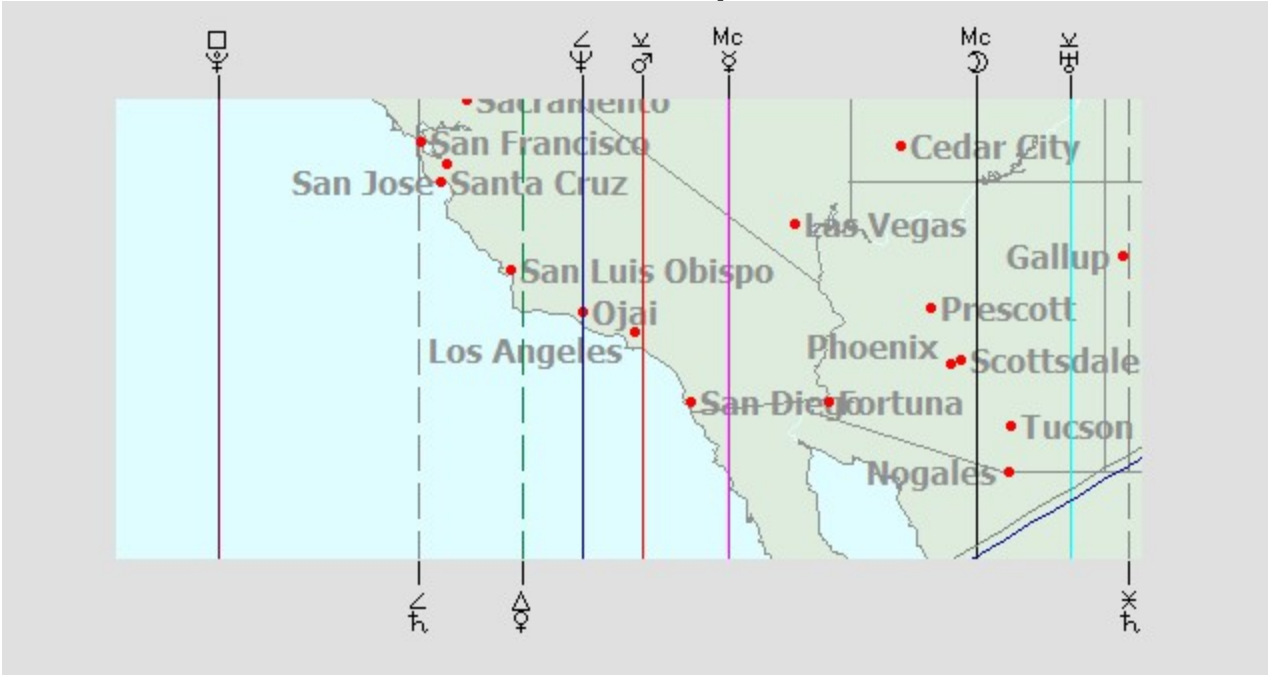 □ ∠ ⚻ Mc Mc ⚻
♇ ♆ ♂ ☿ ☽ ♅
Sacramento
San Francisco
Cedar City
San Jose
Santa Cruz
Las Vegas
Gallup
San Luis Obispo
Ojai
Prescott
Los Angeles
Phoenix
Scottsdale
San Diego
Fortuna
Tucson
Nogales
∠ △ ⚹
♄ ♀ ♄